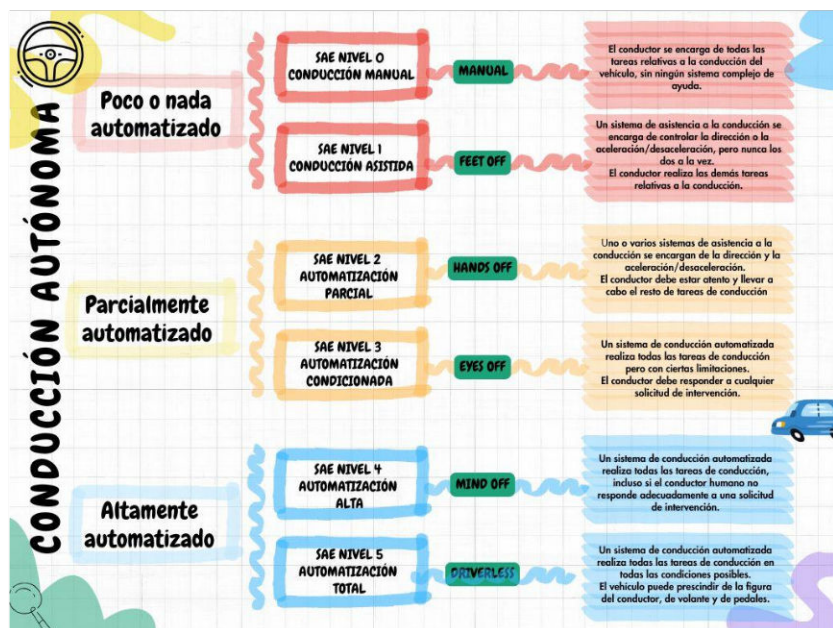 CONDUCCIÓN AUTÓNOMA
Poco o nada
automatizado
SAE NIVEL 0
CONDUCCIÓN MANUAL
MANUAL
El conductor se encarga de todas las
tareas relativas a la conducción del
vehículo, sin ningún sistema complejo de
ayuda.
SAE NIVEL 1
CONDUCCIÓN ASISTIDA
FEET OFF
Un sistema de asistencia a la conducción se
encarga de controlar la dirección o la
aceleración/desaceleración, pero nunca los
dos a la vez.
El conductor realiza las demás tareas
relativas a la conducción.
Parcialmente
automatizado
SAE NIVEL 2
AUTOMATIZACIÓN
PARCIAL
HANDS OFF
Uno o varios sistemas de asistencia a la
conducción se encargan de la dirección y la
aceleración/desaceleración.
El conductor debe estar atento y llevar a
cabo el resto de tareas de conducción
SAE NIVEL 3
AUTOMATIZACIÓN
CONDICIONADA
EYES OFF
Un sistema de conducción automatizada
realiza todas las tareas de conducción
pero con ciertas limitaciones.
El conductor debe responder a cualquier
solicitud de intervención.
Altamente
automatizado
SAE NIVEL 4
AUTOMATIZACIÓN
ALTA
MIND OFF
Un sistema de conducción automatizada
realiza todas las tareas de conducción,
incluso si el conductor humano no
responde adecuadamente a una solicitud
de intervención.
SAE NIVEL 5
AUTOMATIZACIÓN
TOTAL
DRIVERLESS
Un sistema de conducción automatizada
realiza todas las tareas de conducción en
todas las condiciones posibles.
El vehículo puede prescindir de la figura
del conductor, de volante y de pedales.